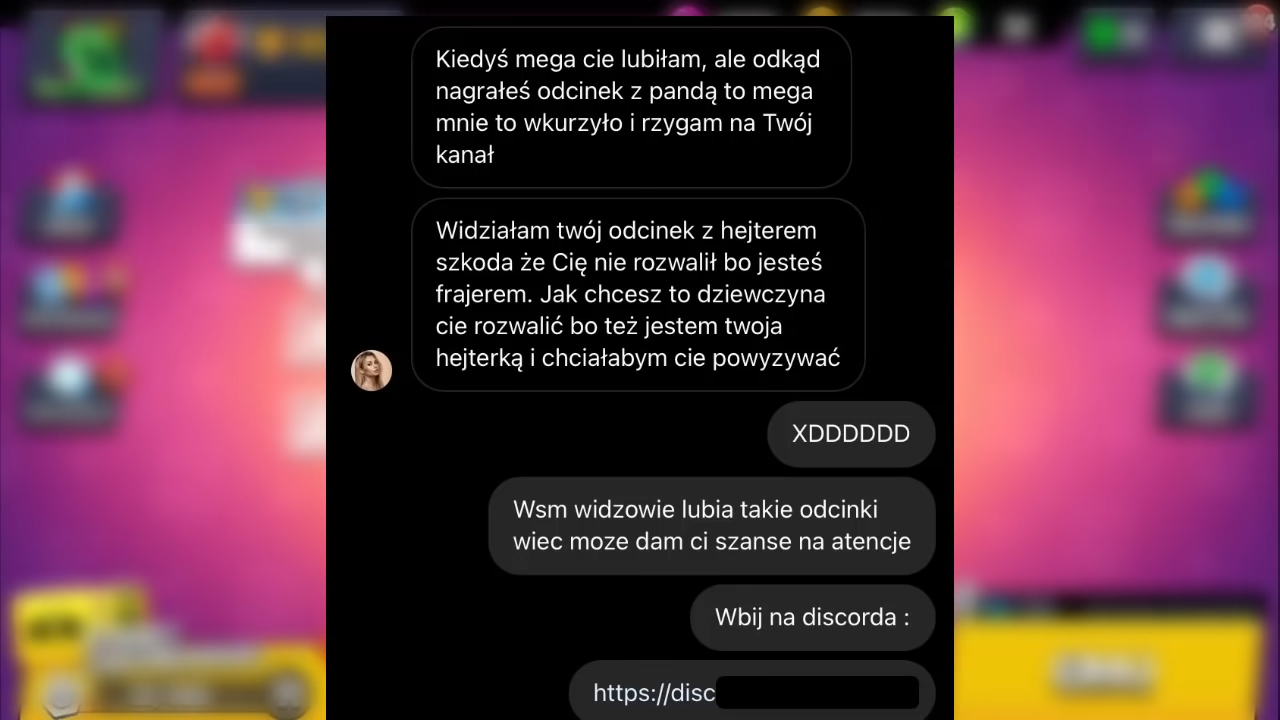 Kiedyś mega cie lubiłam, ale odkąd
nagrałeś odcinek z pandą to mega
mnie to wkurzyło i rzygam na Twój
kanał
Widziałam twój odcinek z hejterem
szkoda że Cię nie rozwalił bo jesteś
frajerem. Jak chcesz to dziewczyna
cie rozwalić bo też jestem twoja
hejterką i chciałabym cie powyzywać
XDDDDDD
Wsm widzowie lubia takie odcinki
wiec moze dam ci szanse na atencje
Wbij na discorda :
https://disc